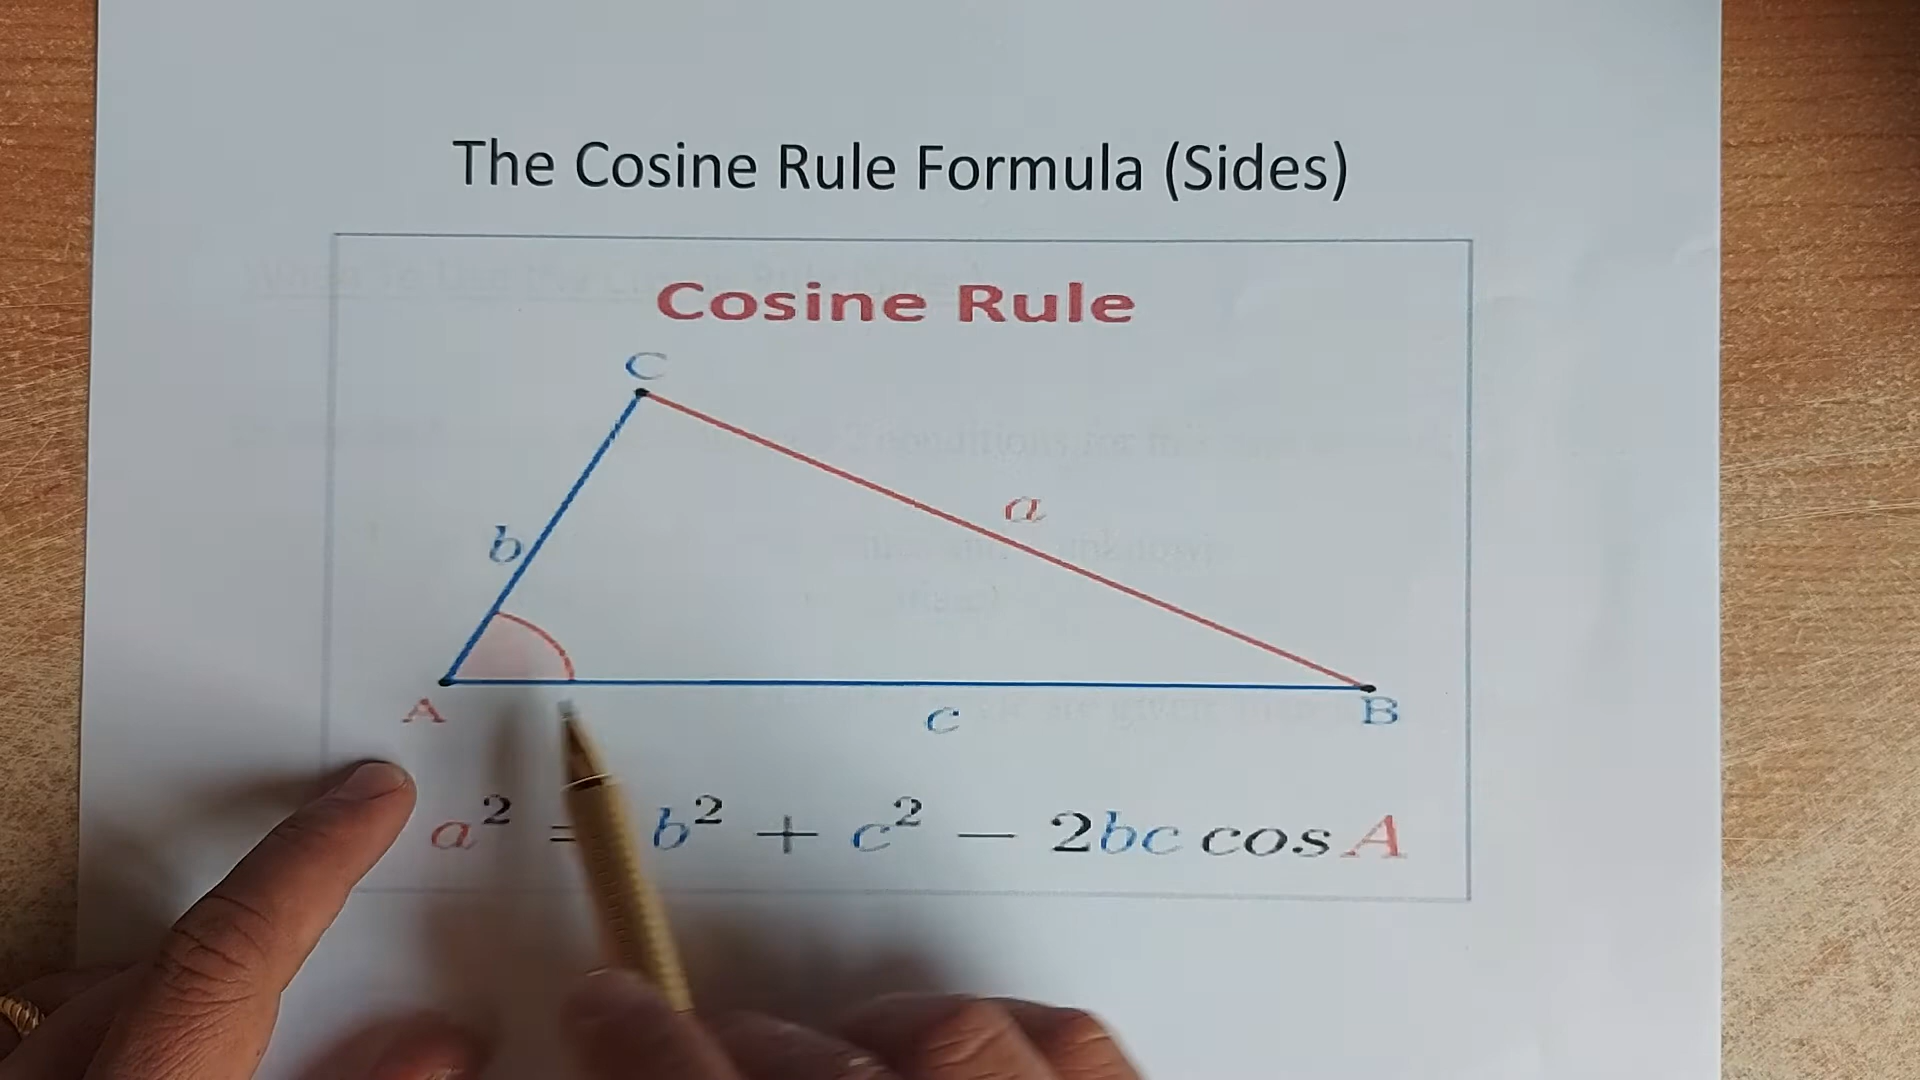 The Cosine Rule Formula (Sides)
Cosine Rule
C
a
b
A
c
B
a² = b² + c² − 2bc cos A